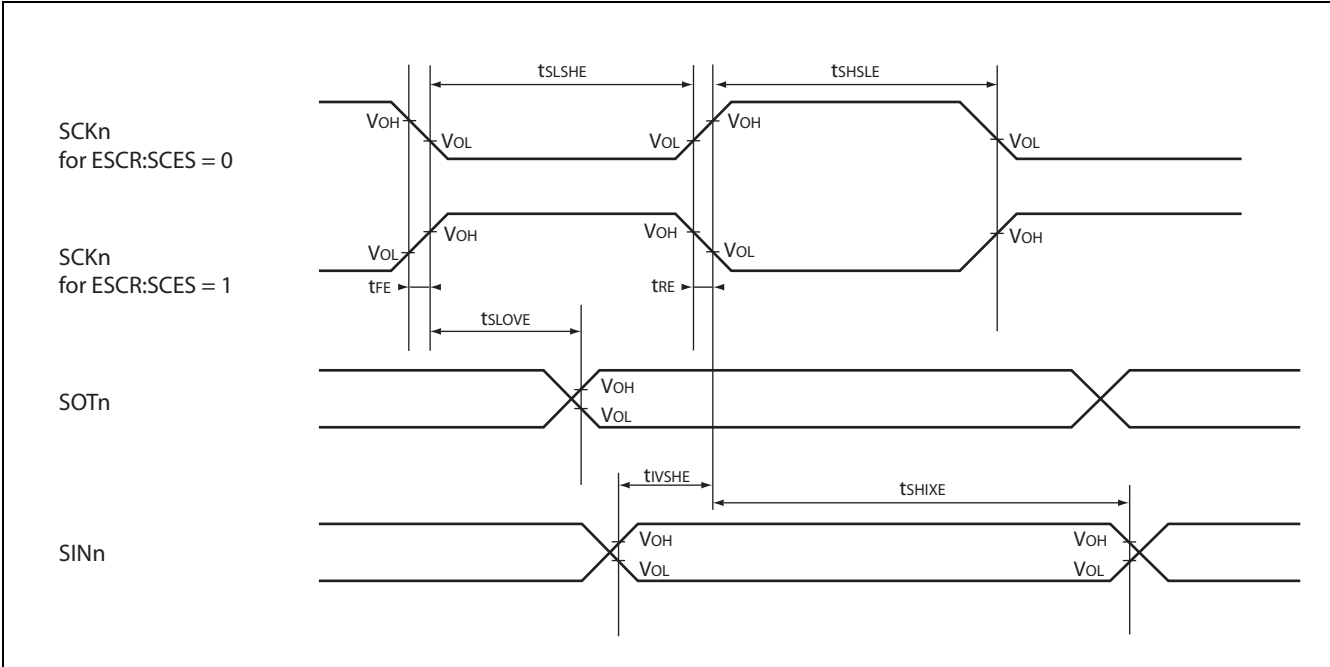 tSLSHE tSHSLE
SCKn
for ESCR:SCES = 0
VOH VOL VOL VOH VOL
SCKn
for ESCR:SCES = 1
VOL VOH VOH VOL VOH
tFE tRE
tSLOVE
SOTn
VOH
VOL
tIVSHE tSHIXE
SINn
VOH VOH
VOL VOL